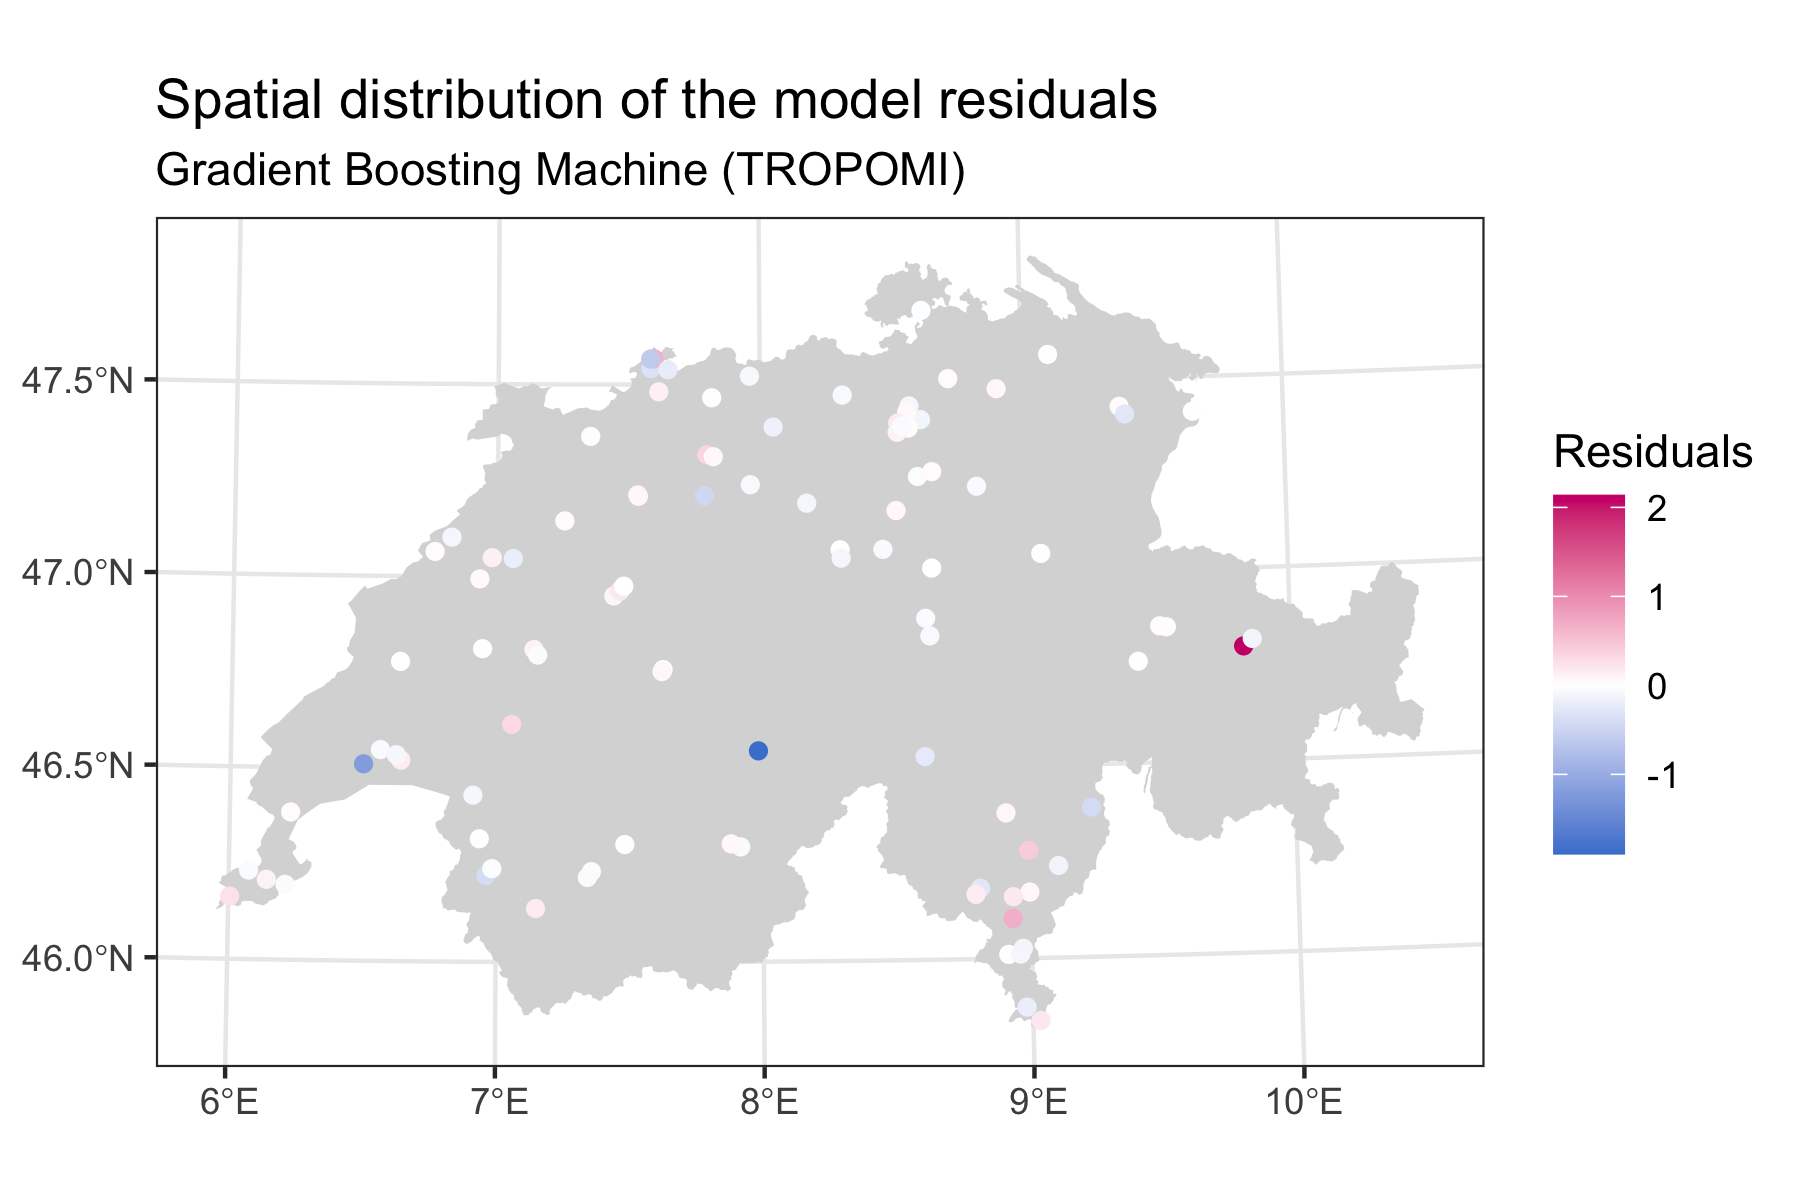 Spatial distribution of the model residuals
Gradient Boosting Machine (TROPOMI)
47.5°N
47.0°N
46.5°N
46.0°N
6°E
7°E
8°E
9°E
10°E
Residuals
2
1
0
-1